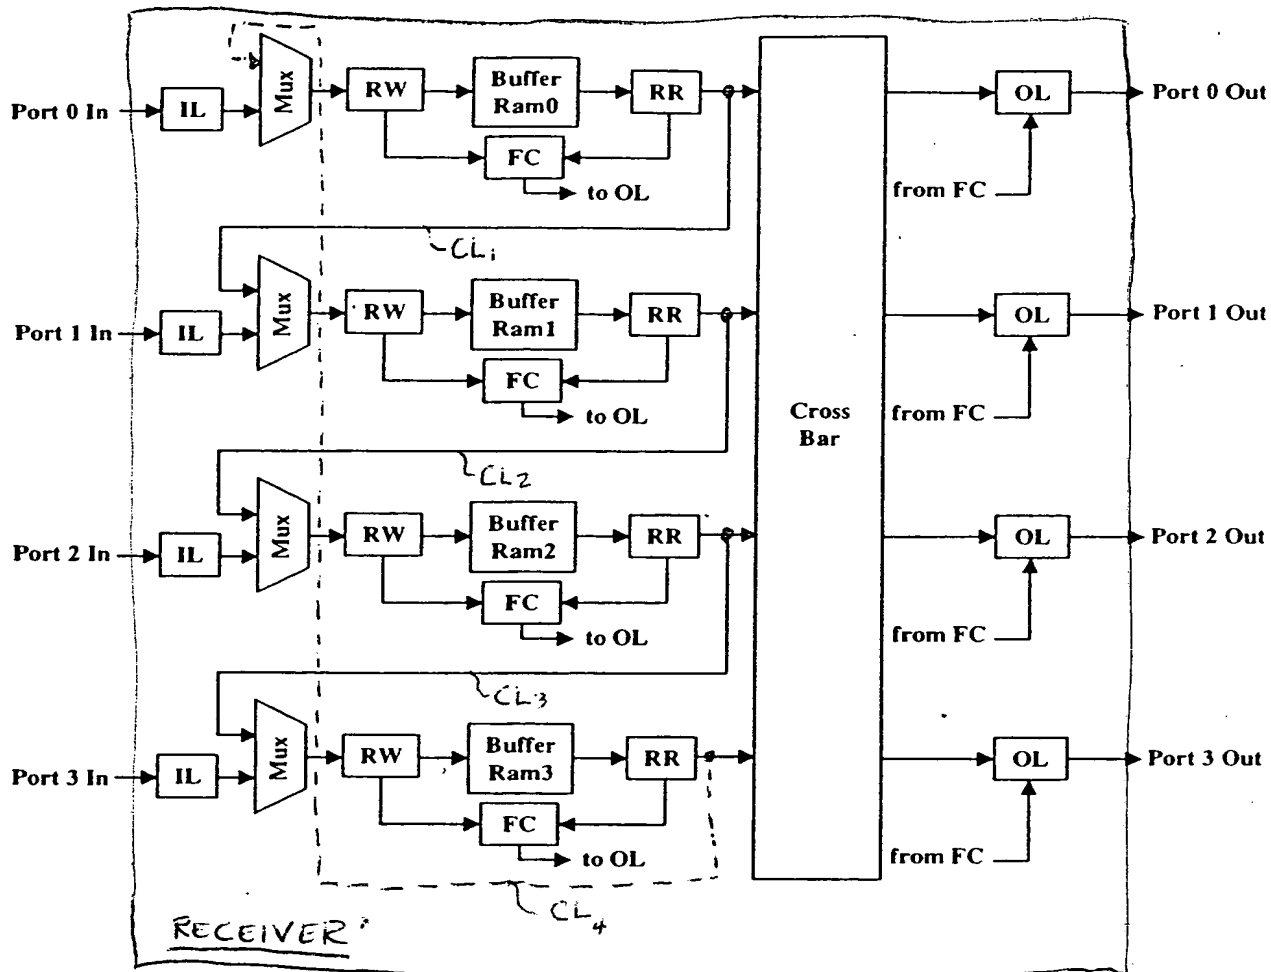 Port 0 In
IL
Mux
RW
Buffer
Ram0
RR
FC
to OL
OL
Port 0 Out
from FC
CL1
Port 1 In
IL
Mux
RW
Buffer
Ram1
RR
FC
to OL
OL
Port 1 Out
from FC
Cross
Bar
CL2
Port 2 In
IL
Mux
RW
Buffer
Ram2
RR
FC
to OL
OL
Port 2 Out
from FC
CL3
Port 3 In
IL
Mux
RW
Buffer
Ram3
RR
FC
to OL
OL
Port 3 Out
from FC
CL4
RECEIVER